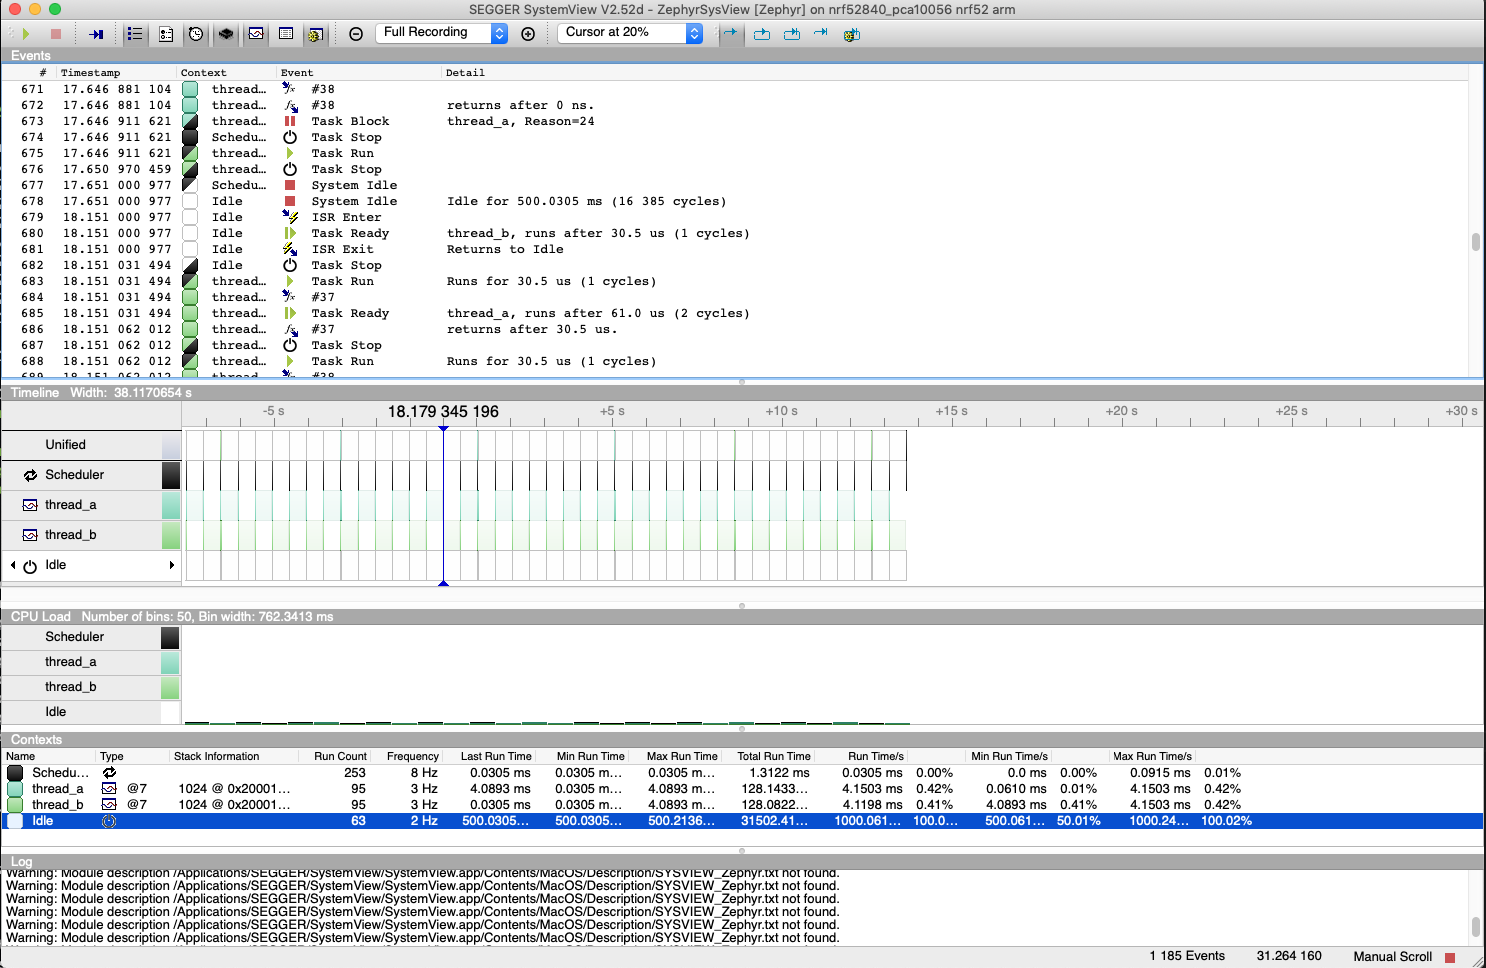 SEGGER SystemView V2.52d - ZephyrSysView [Zephyr] on nrf52840_pca10056 nrf52 arm
Full Recording Cursor at 20%
Events
# Timestamp Context Event Detail
671 17.646 881 104 thread… #38
672 17.646 881 104 thread… #38 returns after 0 ns.
673 17.646 911 621 thread… Task Block thread_a, Reason=24
674 17.646 911 621 Schedu… Task Stop
675 17.646 911 621 thread… Task Run
676 17.650 970 459 thread… Task Stop
677 17.651 000 977 Schedu… System Idle
678 17.651 000 977 Idle System Idle Idle for 500.0305 ms (16 385 cycles)
679 18.151 000 977 Idle ISR Enter
680 18.151 000 977 Idle Task Ready thread_b, runs after 30.5 us (1 cycles)
681 18.151 000 977 Idle ISR Exit Returns to Idle
682 18.151 031 494 Idle Task Stop
683 18.151 031 494 thread… Task Run Runs for 30.5 us (1 cycles)
684 18.151 031 494 thread… #37
685 18.151 031 494 thread… Task Ready thread_a, runs after 61.0 us (2 cycles)
686 18.151 062 012 thread… #37 returns after 30.5 us.
687 18.151 062 012 thread… Task Stop
688 18.151 062 012 thread… Task Run Runs for 30.5 us (1 cycles)
689 18.151 062 012 thread… #38
Timeline Width: 38.1170654 s
-5 s 18.179 345 196 +5 s +10 s +15 s +20 s +25 s +30 s
Unified
Scheduler
thread_a
thread_b
Idle
CPU Load Number of bins: 50, Bin width: 762.3413 ms
Scheduler
thread_a
thread_b
Idle
Contexts
Name Type Stack Information Run Count Frequency Last Run Time Min Run Time Max Run Time Total Run Time Run Time/s Min Run Time/s Max Run Time/s
Schedu… 253 8 Hz 0.0305 ms 0.0305 m… 0.0305 m… 1.3122 ms 0.0305 ms 0.00% 0.0 ms 0.00% 0.0915 ms 0.01%
thread_a @7 1024 @ 0x20001… 95 3 Hz 4.0893 ms 0.0305 m… 4.0893 m… 128.1433… 4.1503 ms 0.42% 0.0610 ms 0.01% 4.1503 ms 0.42%
thread_b @7 1024 @ 0x20001… 95 3 Hz 0.0305 ms 0.0305 m… 4.0893 m… 128.0822… 4.1198 ms 0.41% 4.0893 ms 0.41% 4.1503 ms 0.42%
Idle 63 2 Hz 500.0305… 500.0305… 500.2136… 31502.41… 1000.061… 100.0… 500.061… 50.01% 1000.24… 100.02%
Log
Warning: Module description /Applications/SEGGER/SystemView/SystemView.app/Contents/MacOS/Description/SYSVIEW_Zephyr.txt not found.
Warning: Module description /Applications/SEGGER/SystemView/SystemView.app/Contents/MacOS/Description/SYSVIEW_Zephyr.txt not found.
Warning: Module description /Applications/SEGGER/SystemView/SystemView.app/Contents/MacOS/Description/SYSVIEW_Zephyr.txt not found.
Warning: Module description /Applications/SEGGER/SystemView/SystemView.app/Contents/MacOS/Description/SYSVIEW_Zephyr.txt not found.
Warning: Module description /Applications/SEGGER/SystemView/SystemView.app/Contents/MacOS/Description/SYSVIEW_Zephyr.txt not found.
Warning: Module description /Applications/SEGGER/SystemView/SystemView.app/Contents/MacOS/Description/SYSVIEW_Zephyr.txt not found.
1 185 Events 31.264 160 Manual Scroll